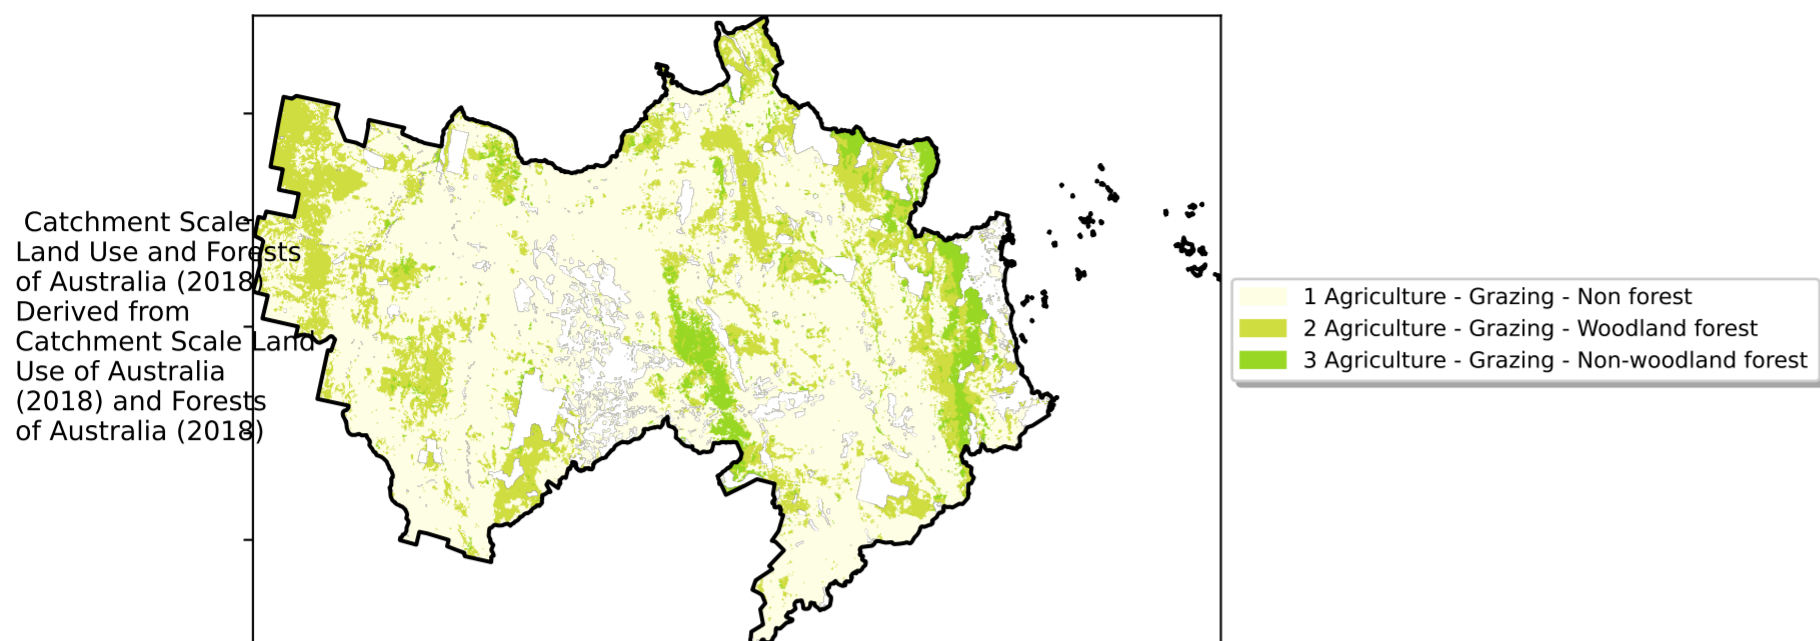 Catchment Scale
Land Use and Forests
of Australia (2018)
Derived from
Catchment Scale Land
Use of Australia
(2018) and Forests
of Australia (2018)
1 Agriculture - Grazing - Non forest
2 Agriculture - Grazing - Woodland forest
3 Agriculture - Grazing - Non-woodland forest